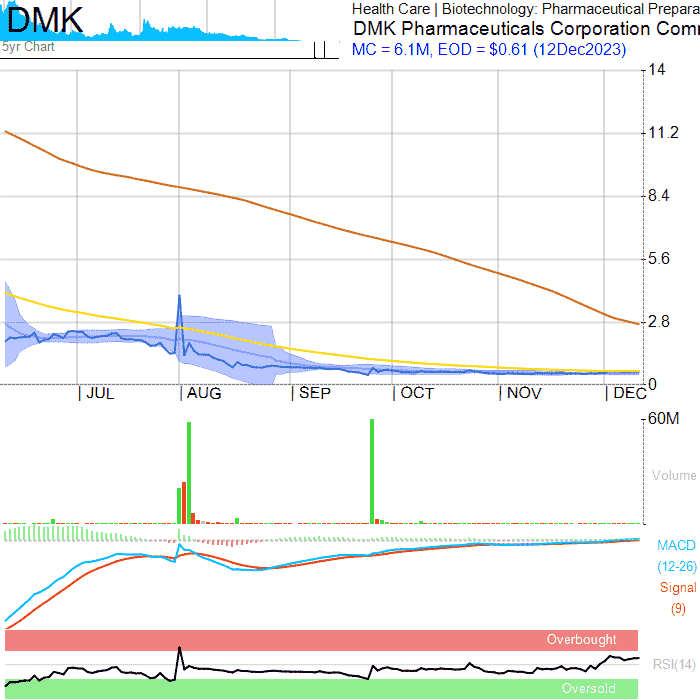 DMK
5yr Chart
Health Care | Biotechnology: Pharmaceutical Prepara
DMK Pharmaceuticals Corporation Com
MC = 6.1M, EOD = $0.61 (12Dec2023)
14
11.2
8.4
5.6
2.8
0
JUL AUG SEP OCT NOV DEC
60M
Volume
MACD
(12-26)
Signal
(9)
Overbought
RSI(14)
Oversold